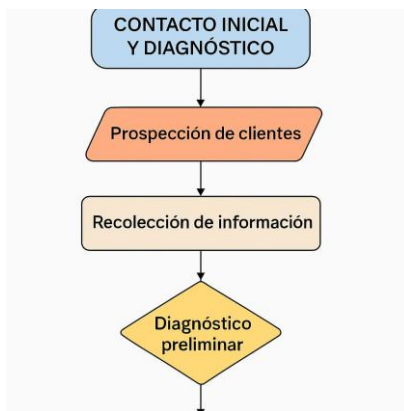 CONTACTO INICIAL
Y DIAGNÓSTICO
Prospección de clientes
Recolección de información
Diagnóstico
preliminar